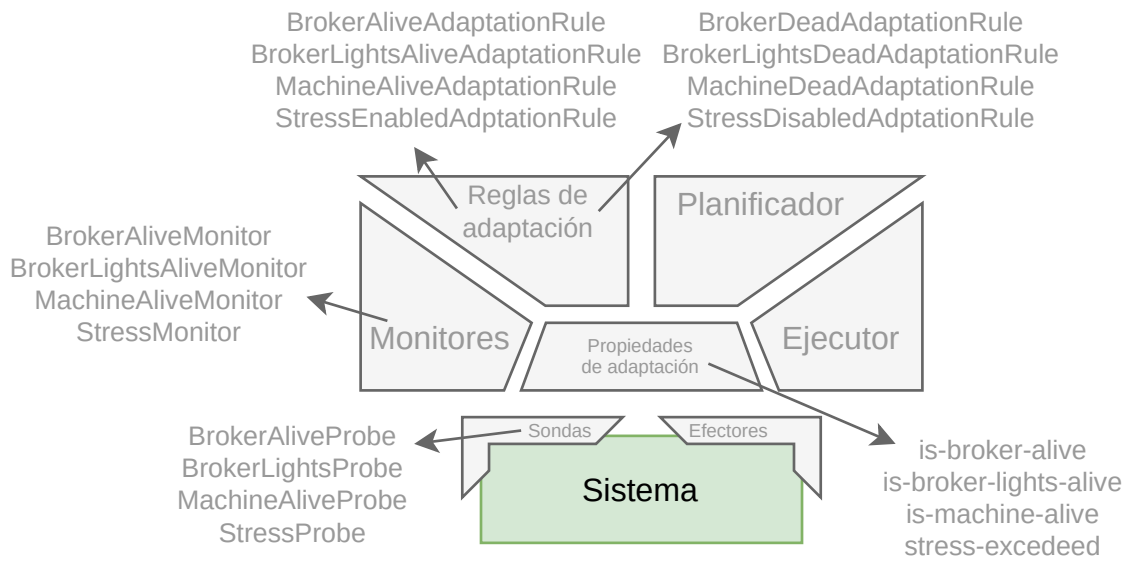 BrokerAliveAdaptationRule
BrokerLightsAliveAdaptationRule
MachineAliveAdaptationRule
StressEnabledAdptationRule
BrokerDeadAdaptationRule
BrokerLightsDeadAdaptationRule
MachineDeadAdaptationRule
StressDisabledAdptationRule
Reglas de
adaptación
Planificador
BrokerAliveMonitor
BrokerLightsAliveMonitor
MachineAliveMonitor
StressMonitor
Monitores
Propiedades
de adaptación
Ejecutor
BrokerAliveProbe
BrokerLightsProbe
MachineAliveProbe
StressProbe
Sondas
Efectores
Sistema
is-broker-alive
is-broker-lights-alive
is-machine-alive
stress-excedeed